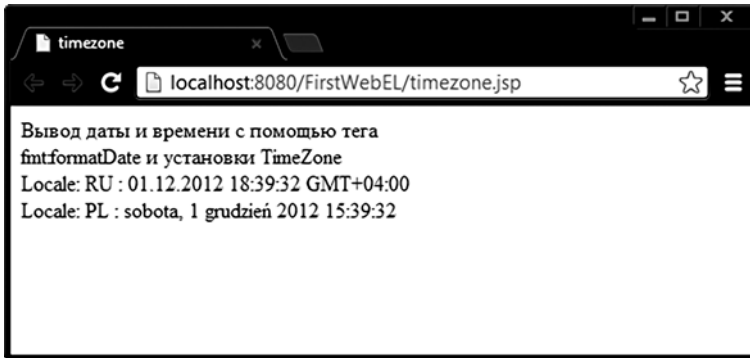 timezone
localhost:8080/FirstWebEL/timezone.jsp
Вывод даты и времени с помощью тега
fmt:formatDate и установки TimeZone
Locale: RU : 01.12.2012 18:39:32 GMT+04:00
Locale: PL : sobota, 1 grudzień 2012 15:39:32